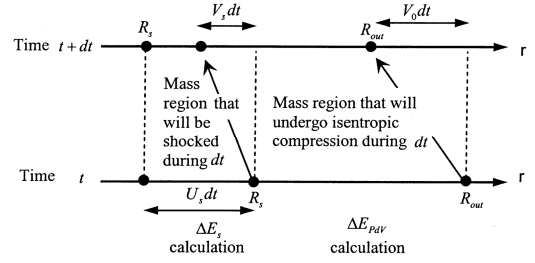 V_s dt
V_0 dt
R_s
R_out
Time t + dt
r
Mass
region that
will be
shocked
during dt
Mass region that will
undergo isentropic
compression during dt
Time t
r
U_s dt
R_s
R_out
ΔE_s
calculation
ΔE_PdV
calculation